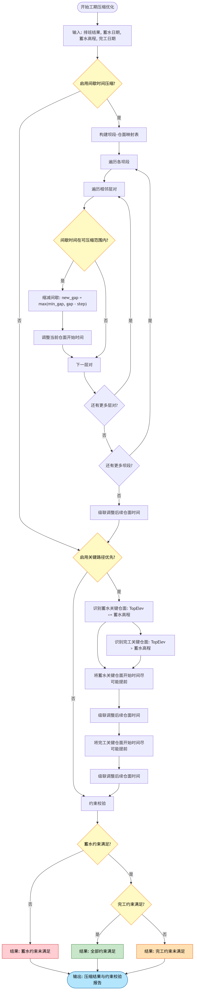 开始工期压缩优化
输入: 排班结果, 蓄水日期,
蓄水高程, 完工日期
启用间歇时间压缩?
是
构建坝段-仓面映射表
遍历各坝段
遍历相邻层对
间歇时间在可压缩范围内?
是
缩减间歇: new_gap =
max(min_gap, gap - step)
否
否
是
是
调整当前仓面开始时间
下一层对
还有更多层对?
否
还有更多坝段?
否
级联调整后续仓面时间
启用关键路径优先?
是
识别蓄水关键仓面: TopElev
<= 蓄水高程
识别完工关键仓面: TopElev
> 蓄水高程
将蓄水关键仓面开始时间尽
可能提前
否
级联调整后续仓面时间
将完工关键仓面开始时间尽
可能提前
级联调整后续仓面时间
约束校验
蓄水约束满足?
是
否
完工约束满足?
是
否
结果: 蓄水约束未满足
结果: 全部约束满足
结果: 完工约束未满足
输出: 压缩结果与约束校验
报告